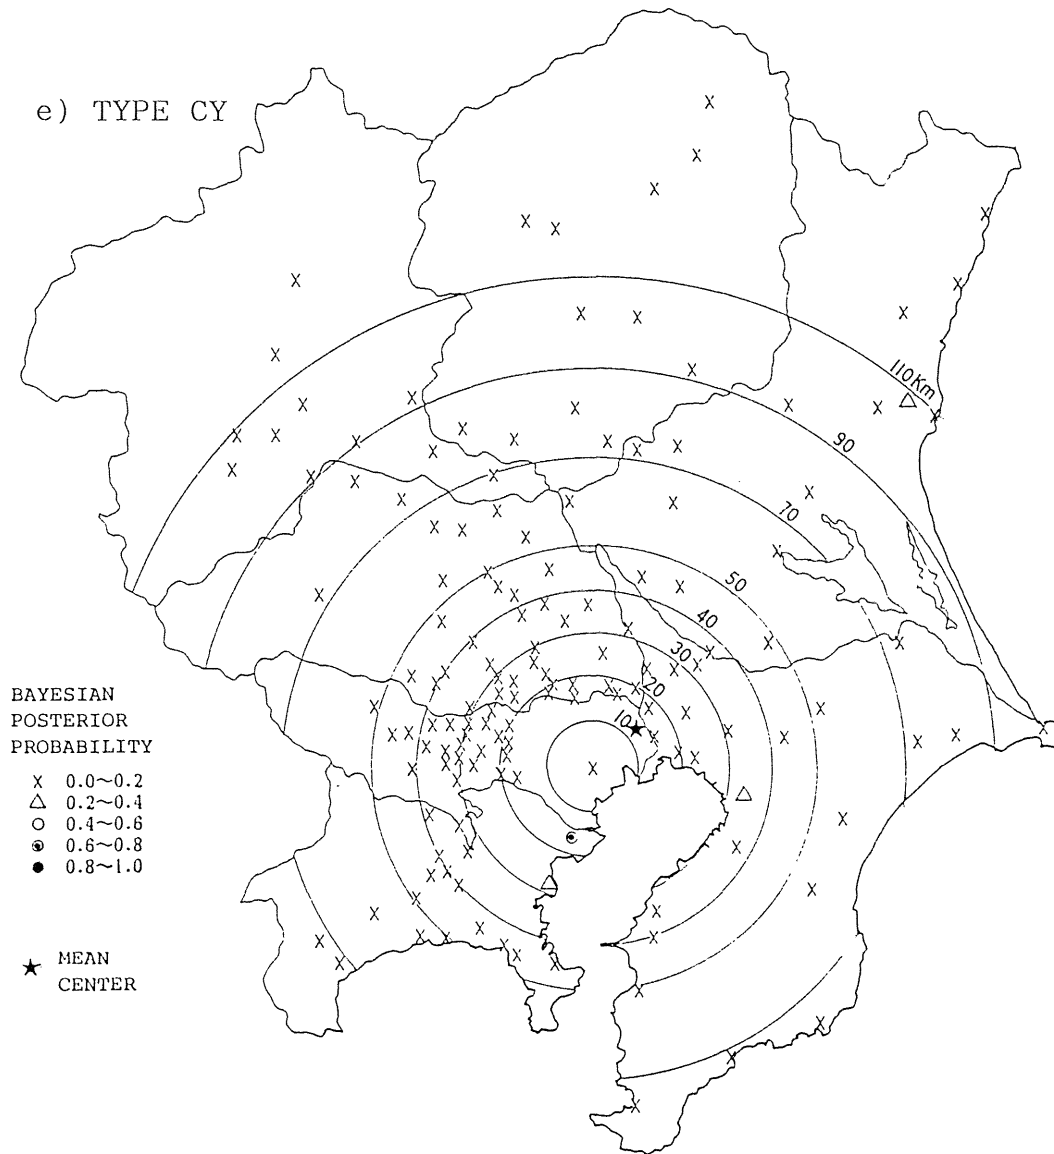 e) TYPE CY
110Km
90
70
50
40
30
20
10
BAYESIAN
POSTERIOR
PROBABILITY
X 0.0~0.2
△ 0.2~0.4
○ 0.4~0.6
◉ 0.6~0.8
● 0.8~1.0
★ MEAN
CENTER